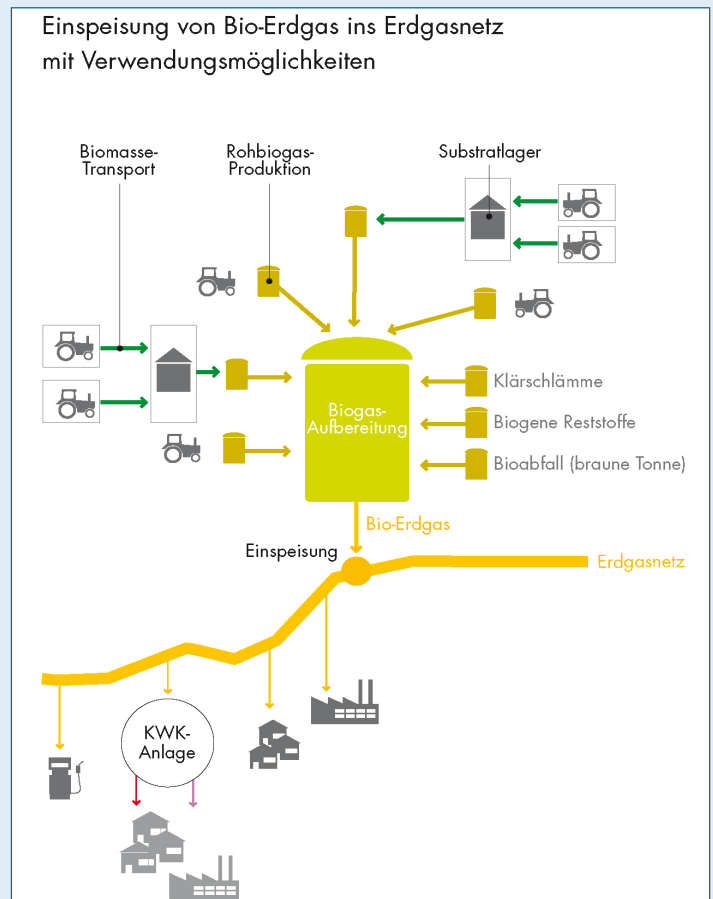 Einspeisung von Bio-Erdgas ins Erdgasnetz
mit Verwendungsmöglichkeiten
Biomasse-
Transport
Rohbiogas-
Produktion
Substratlager
Klärschlämme
Biogas-
Aufbereitung
Biogene Reststoffe
Bioabfall (braune Tonne)
Bio-Erdgas
Einspeisung
Erdgasnetz
KWK-
Anlage